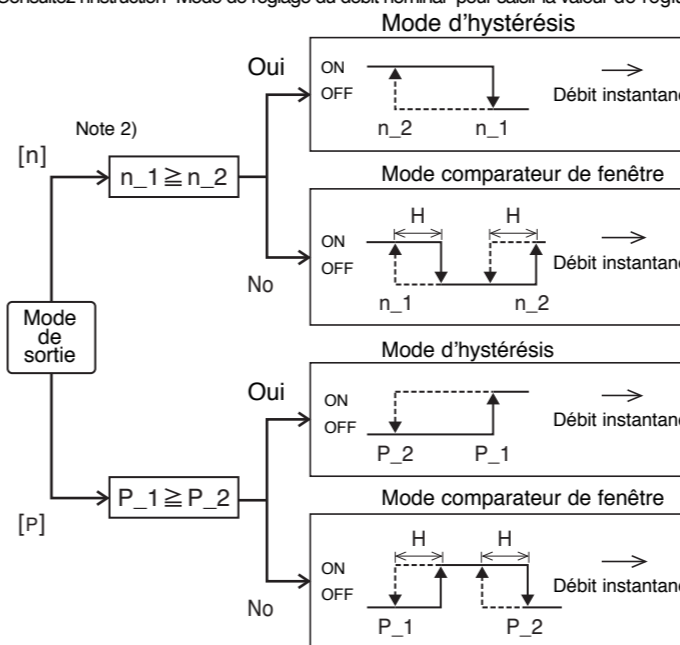 Mode d'hystérésis
Oui
ON
OFF
n_2 n_1
Débit instantané
Note 2)
[n]
n_1 ≧ n_2
Mode comparateur de fenêtre
H H
ON
OFF
n_1 n_2
Débit instantané
No
Mode
de
sortie
Mode d'hystérésis
Oui
ON
OFF
P_2 P_1
Débit instantané
P_1 ≧ P_2
[P]
Mode comparateur de fenêtre
H H
ON
OFF
P_1 P_2
Débit instantané
No